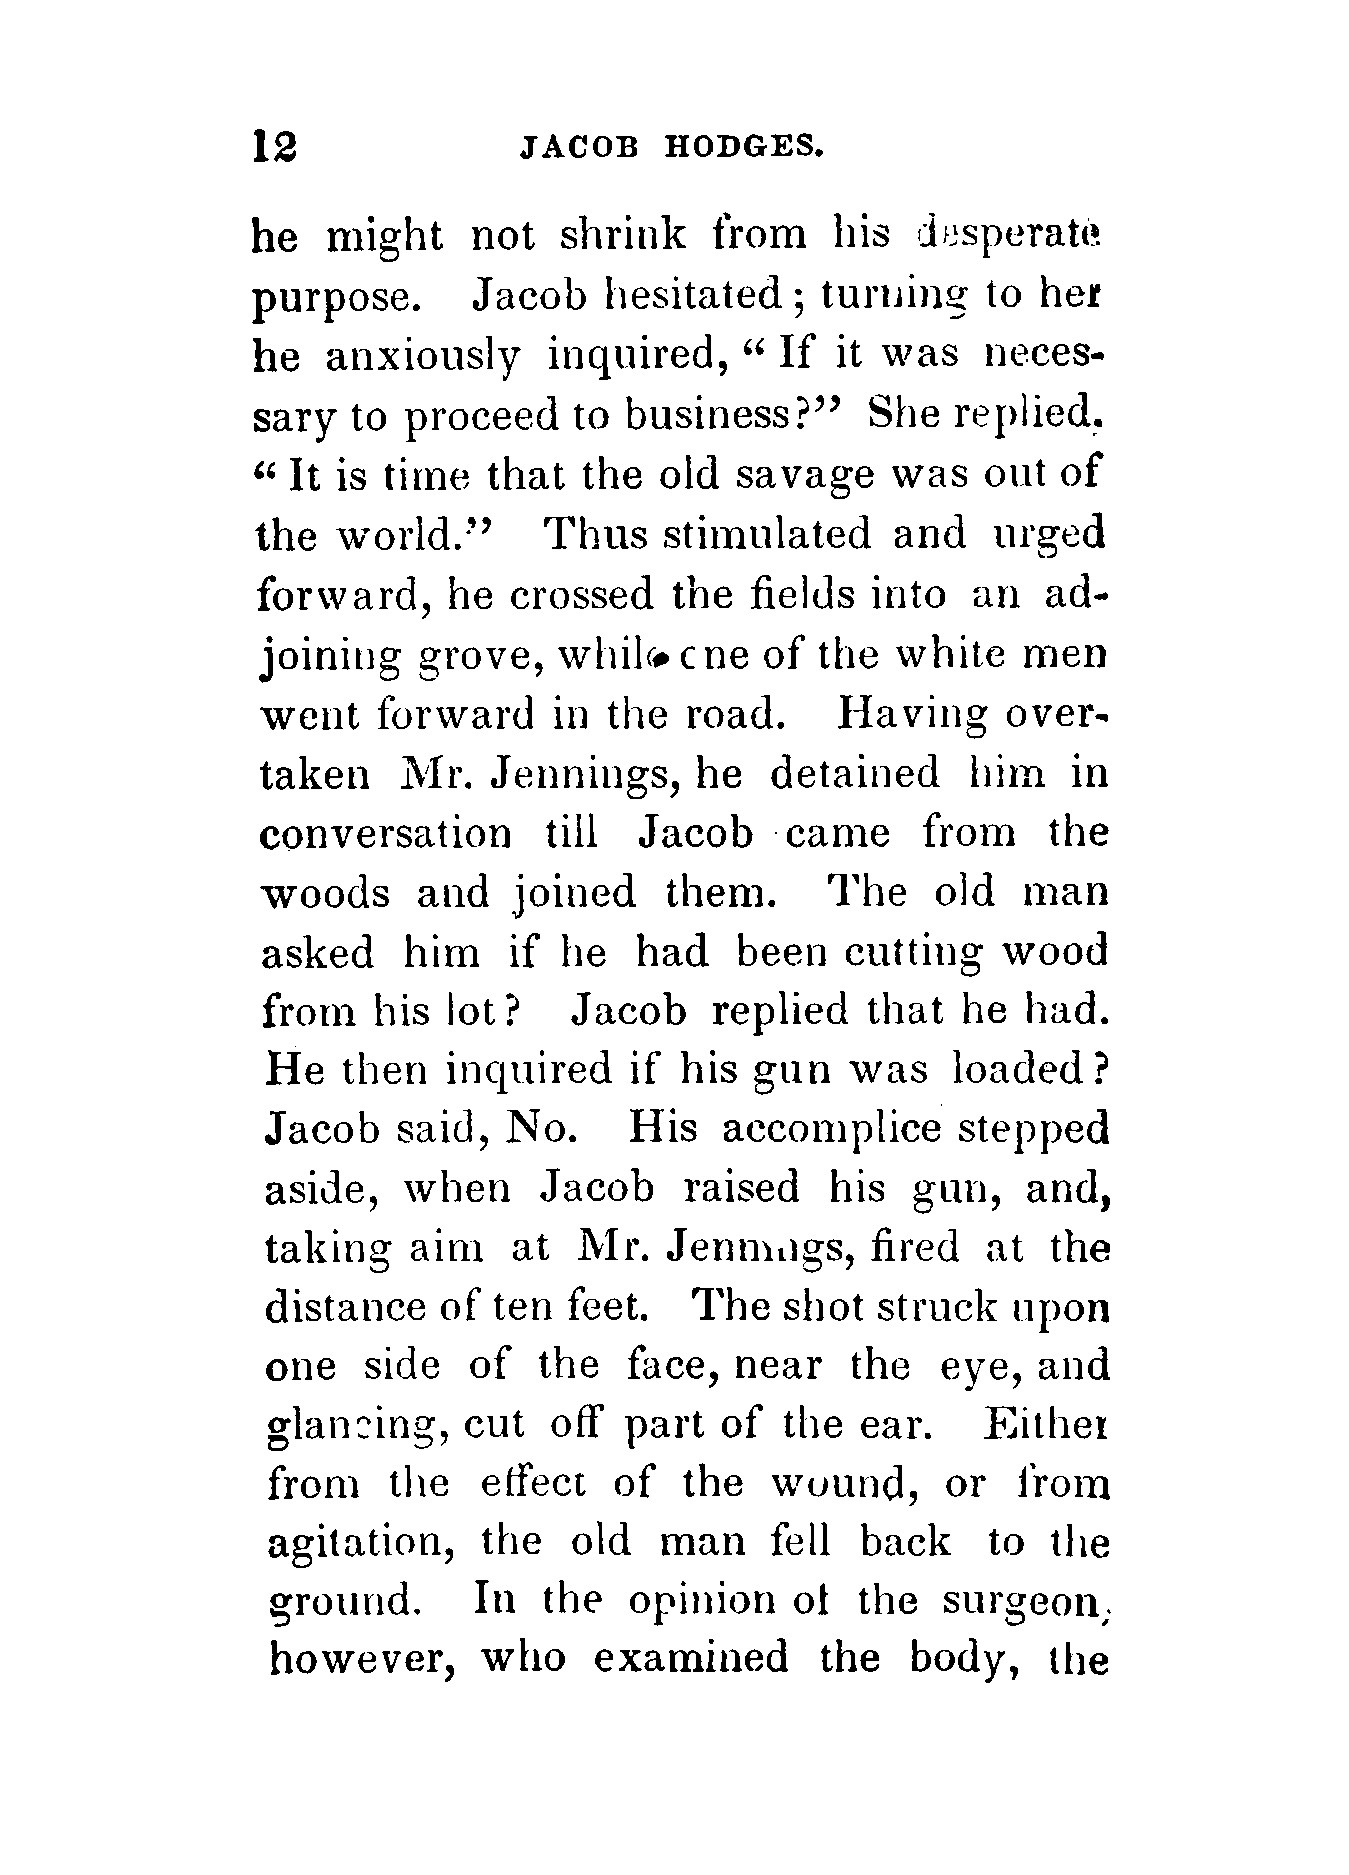 12 JACOB HODGES.
he might not shrink from his desperate
purpose. Jacob hesitated; turning to her
he anxiously inquired, "If it was neces-
sary to proceed to business?" She replied,
"It is time that the old savage was out of
the world." Thus stimulated and urged
forward, he crossed the fields into an ad-
joining grove, while one of the white men
went forward in the road. Having over-
taken Mr. Jennings, he detained him in
conversation till Jacob came from the
woods and joined them. The old man
asked him if he had been cutting wood
from his lot? Jacob replied that he had.
He then inquired if his gun was loaded?
Jacob said, No. His accomplice stepped
aside, when Jacob raised his gun, and,
taking aim at Mr. Jennings, fired at the
distance of ten feet. The shot struck upon
one side of the face, near the eye, and
glancing, cut off part of the ear. Either
from the effect of the wound, or from
agitation, the old man fell back to the
ground. In the opinion of the surgeon,
however, who examined the body, the